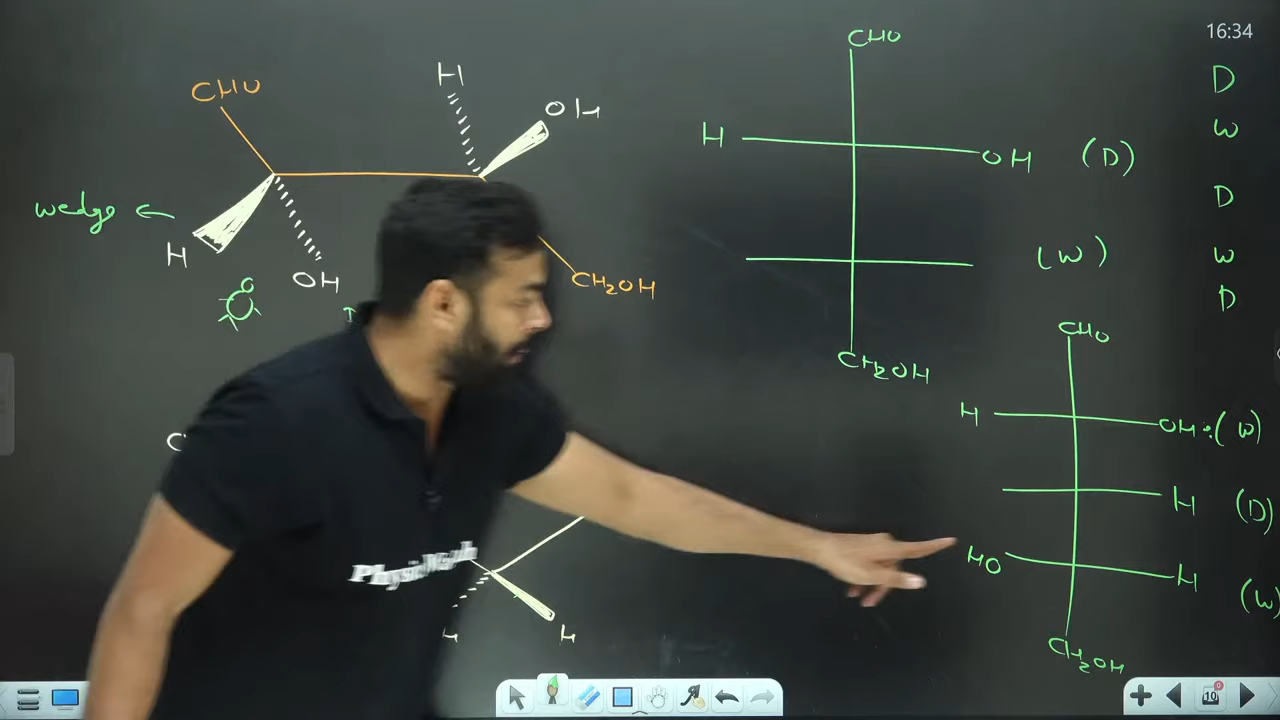 16:34
CHO
H
OH
CHO
H
OH (D)
D
W
D
W
D
wedge ←
H
OH
CH2OH
(W)
CH2OH
CHO
H
OH :(W)
H (D)
HO
H (W)
CH2OH
H